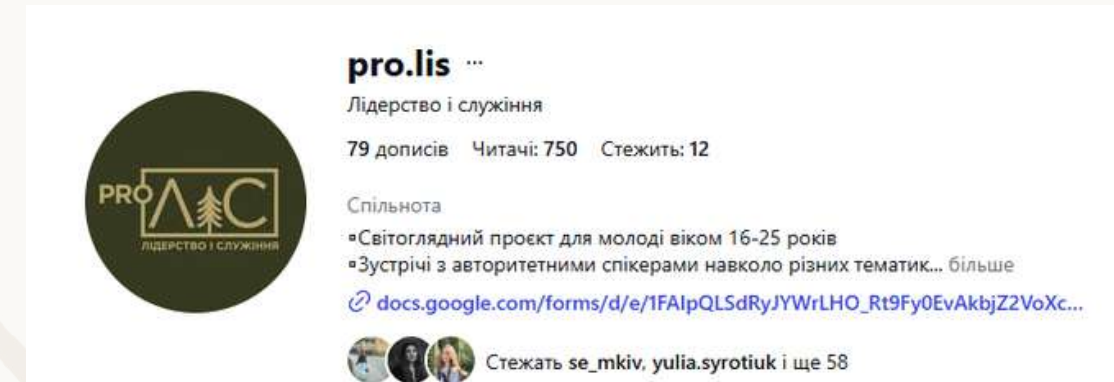 pro.lis ...
Лідерство і служіння
79 дописів Читачі: 750 Стежить: 12
PRO ЛІС
ЛІДЕРСТВО І СЛУЖІННЯ
Спільнота
▫Світоглядний проєкт для молоді віком 16-25 років
▫Зустрічі з авторитетними спікерами навколо різних тематик... більше
docs.google.com/forms/d/e/1FAIpQLSdRyJYWrLHO_Rt9Fy0EvAkbjZ2VoXc...
Стежать se_mkiv, yulia.syrotiuk і ще 58